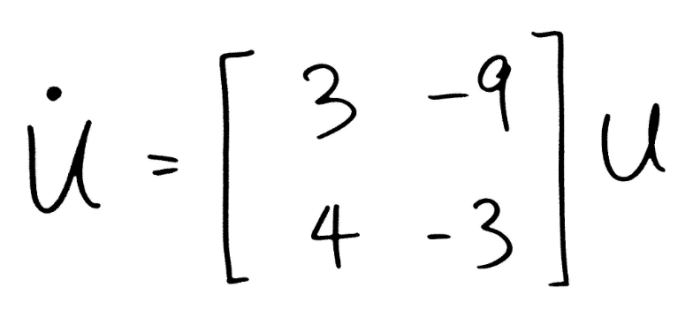 u̇ = [ 3 -9
4 -3 ] u